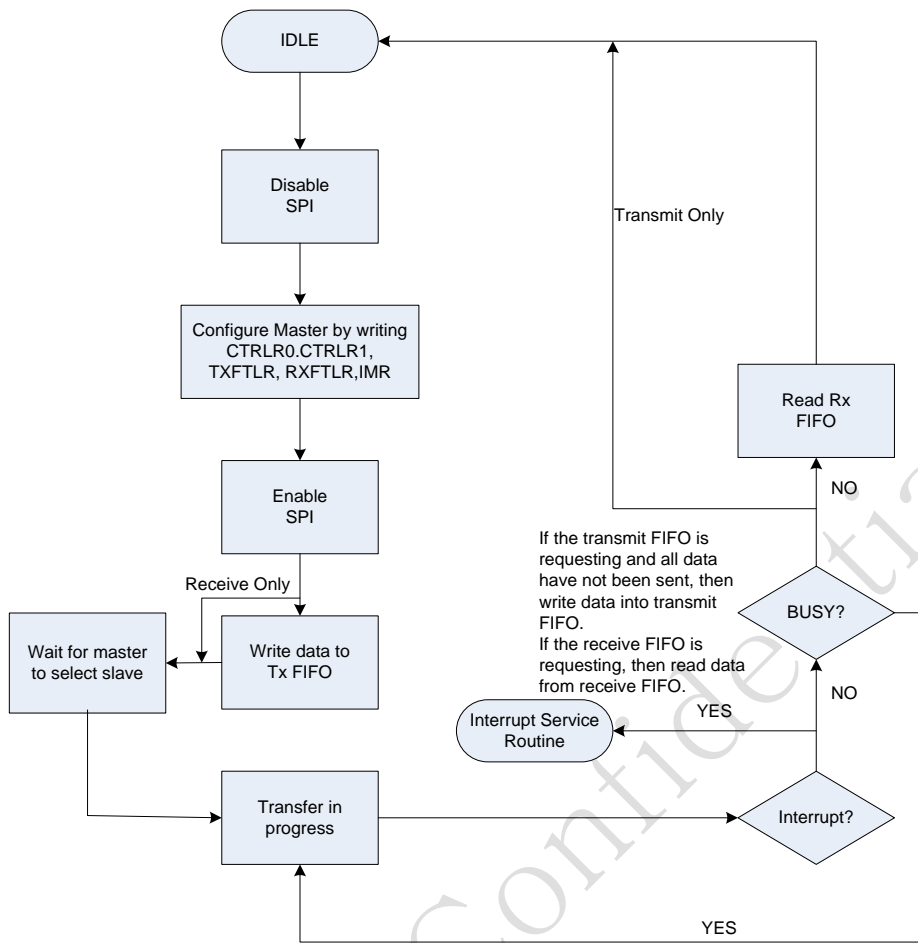 IDLE
Disable
SPI
Transmit Only
Configure Master by writing
CTRLR0.CTRLR1,
TXFTLR, RXFTLR,IMR
Read Rx
FIFO
NO
Enable
SPI
If the transmit FIFO is
requesting and all data
have not been sent, then
write data into transmit
FIFO.
If the receive FIFO is
requesting, then read data
from receive FIFO.
BUSY?
Receive Only
Wait for master
to select slave
Write data to
Tx FIFO
NO
YES
Interrupt Service
Routine
Transfer in
progress
Interrupt?
YES
Confidential